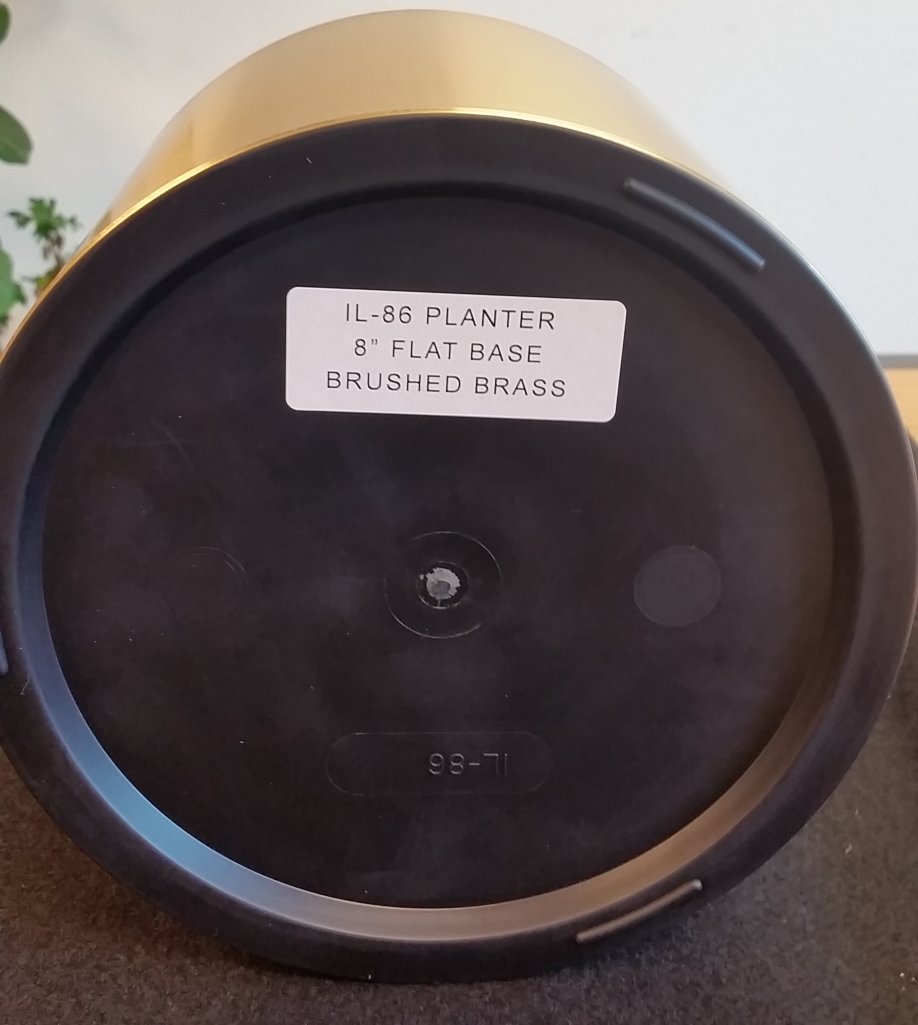 IL-86 PLANTER
8” FLAT BASE
BRUSHED BRASS
IL-86